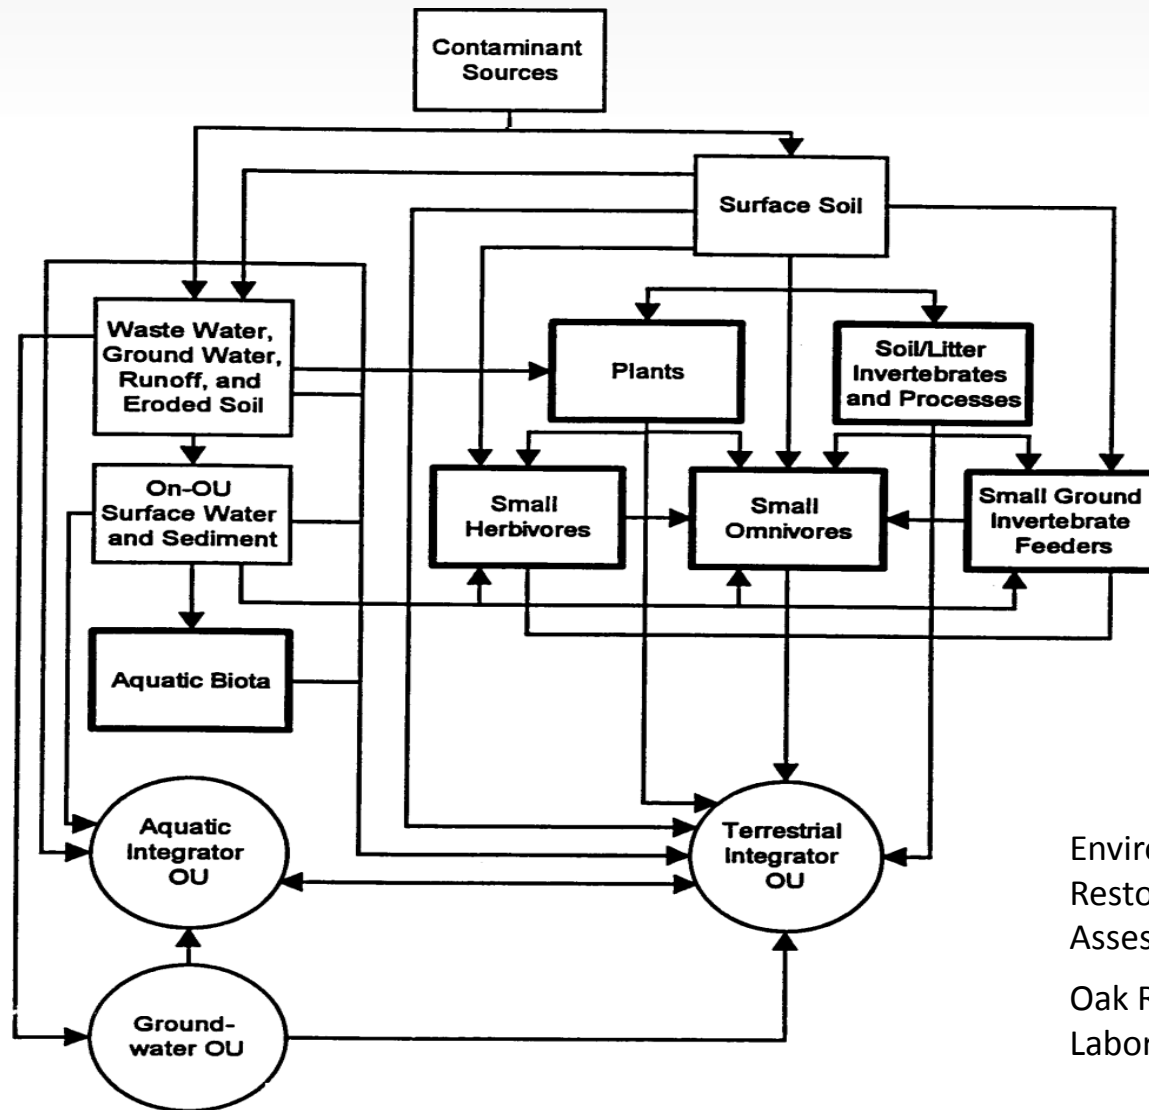 Contaminant
Sources
Surface Soil
Waste Water,
Ground Water,
Runoff, and
Eroded Soil
Plants
Soil/Litter
Invertebrates
and Processes
On-OU
Surface Water
and Sediment
Small
Herbivores
Small
Omnivores
Small Ground
Invertebrate
Feeders
Aquatic Biota
Aquatic
Integrator
OU
Terrestrial
Integrator
OU
Ground-
water OU
Oak